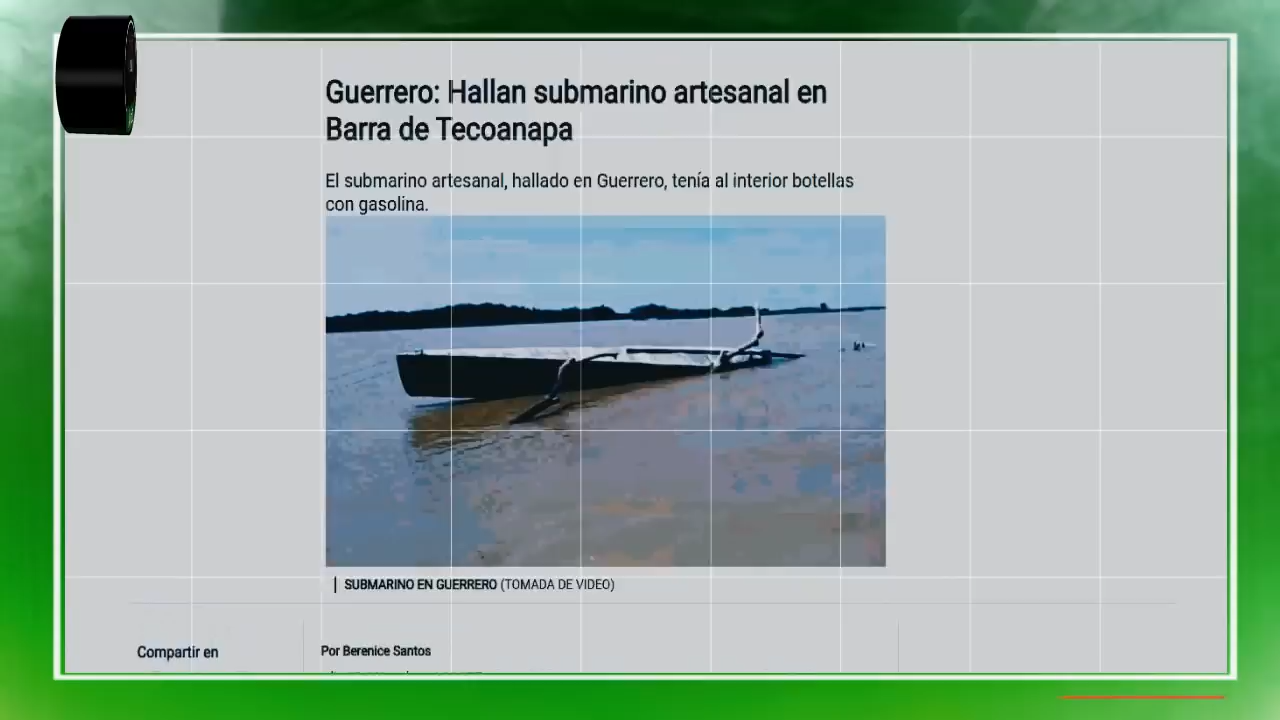 Guerrero: Hallan submarino artesanal en
Barra de Tecoanapa
El submarino artesanal, hallado en Guerrero, tenía al interior botellas
con gasolina.
SUBMARINO EN GUERRERO (TOMADA DE VIDEO)
Compartir en
Por Berenice Santos